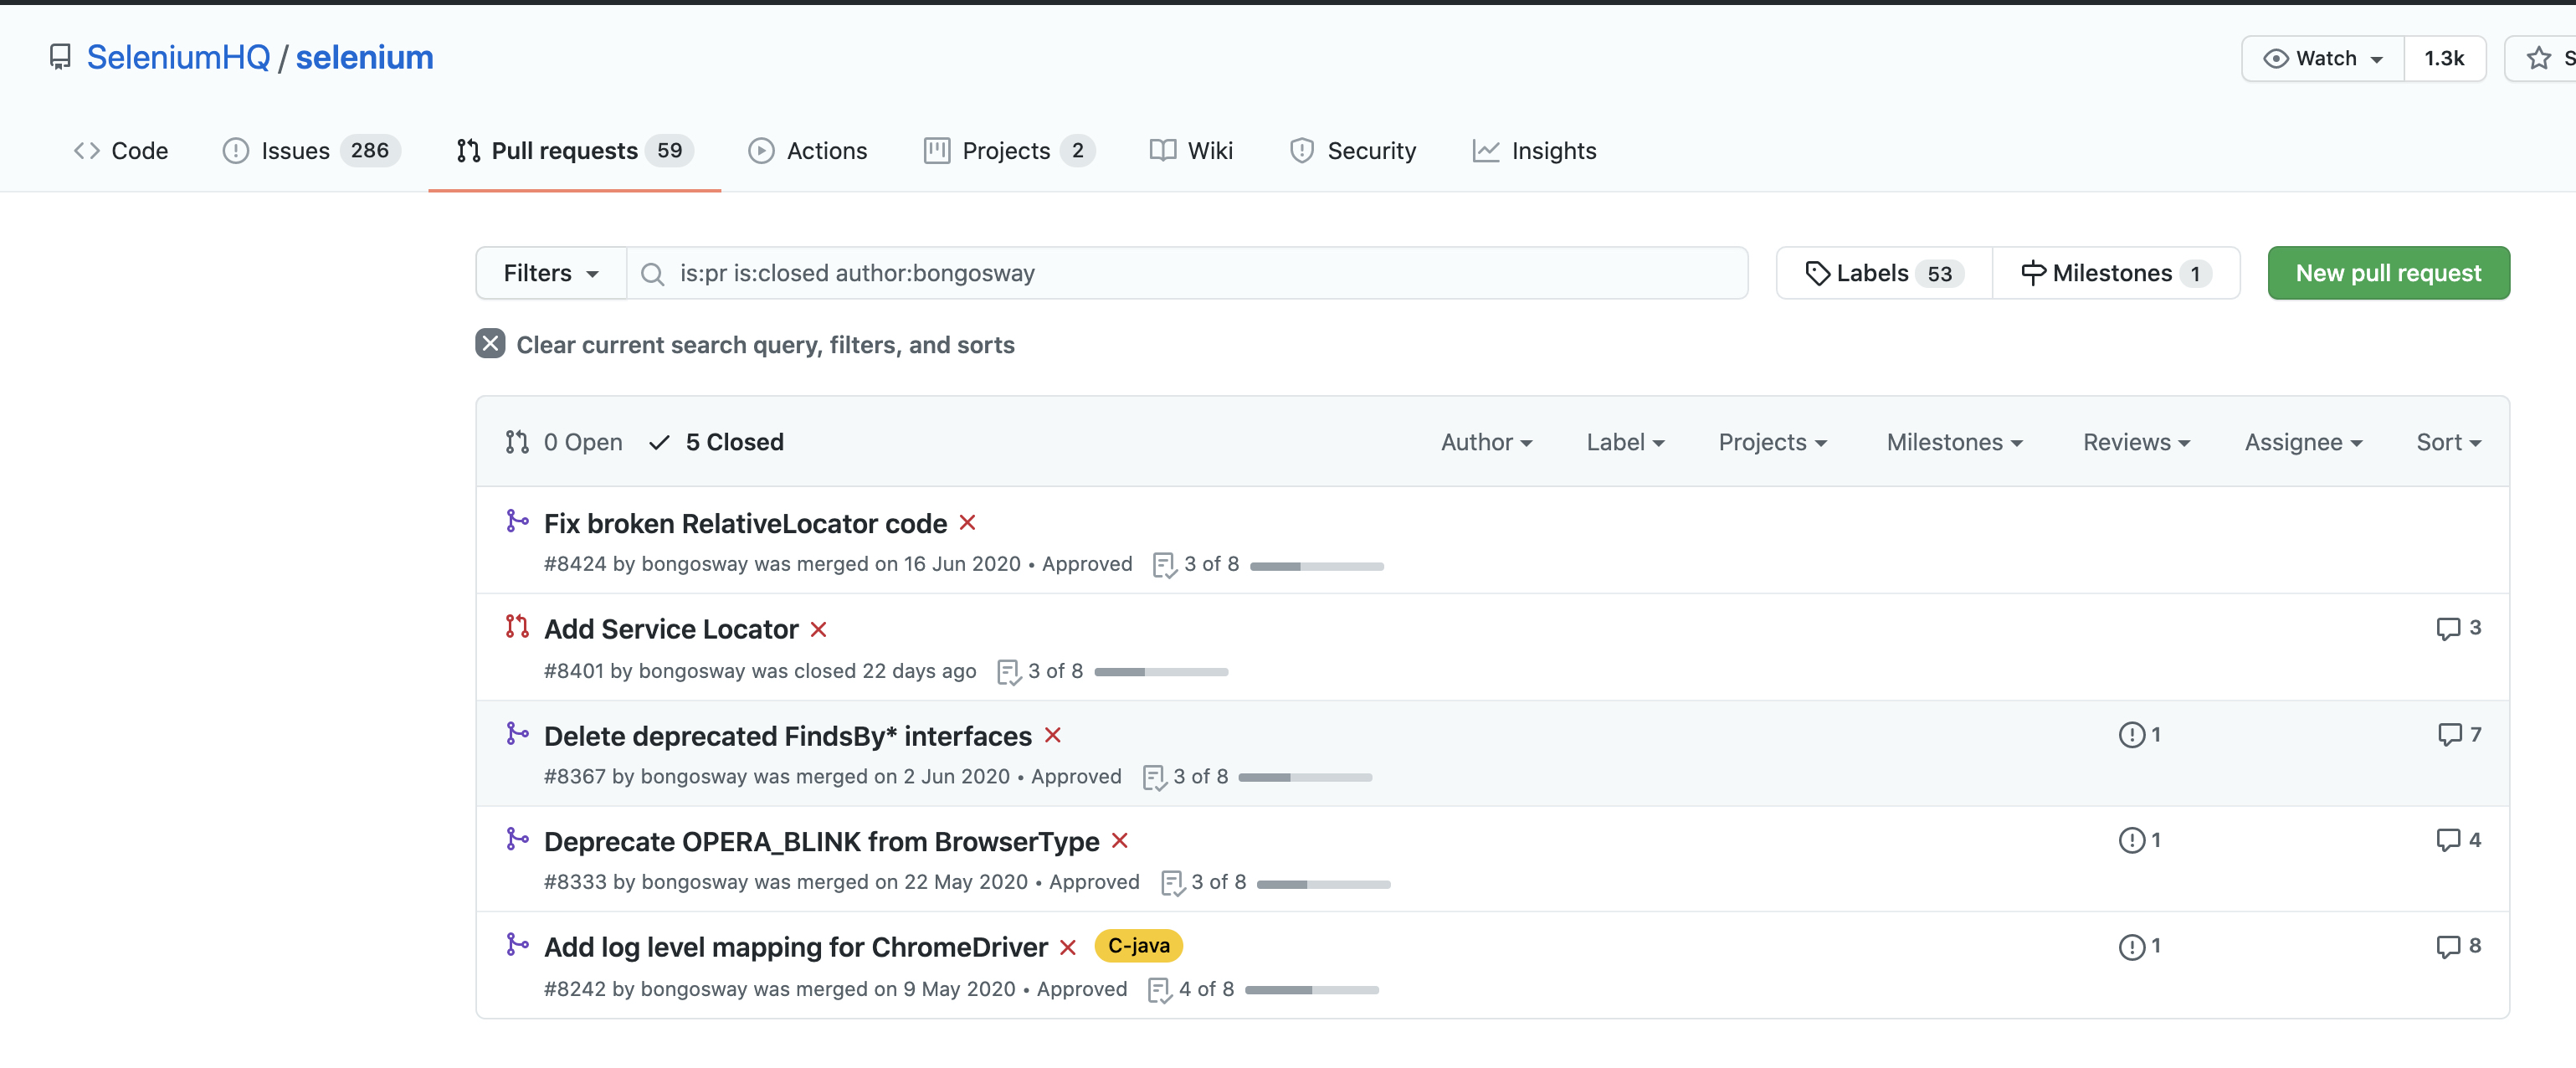 SeleniumHQ / selenium
Watch 1.3k
Code Issues 286 Pull requests 59 Actions Projects 2 Wiki Security Insights
Filters is:pr is:closed author:bongosway Labels 53 Milestones 1 New pull request
Clear current search query, filters, and sorts
0 Open 5 Closed Author Label Projects Milestones Reviews Assignee Sort
Fix broken RelativeLocator code
#8424 by bongosway was merged on 16 Jun 2020 • Approved 3 of 8
Add Service Locator 3
#8401 by bongosway was closed 22 days ago 3 of 8
Delete deprecated FindsBy* interfaces 1 7
#8367 by bongosway was merged on 2 Jun 2020 • Approved 3 of 8
Deprecate OPERA_BLINK from BrowserType 1 4
#8333 by bongosway was merged on 22 May 2020 • Approved 3 of 8
Add log level mapping for ChromeDriver C-java 1 8
#8242 by bongosway was merged on 9 May 2020 • Approved 4 of 8